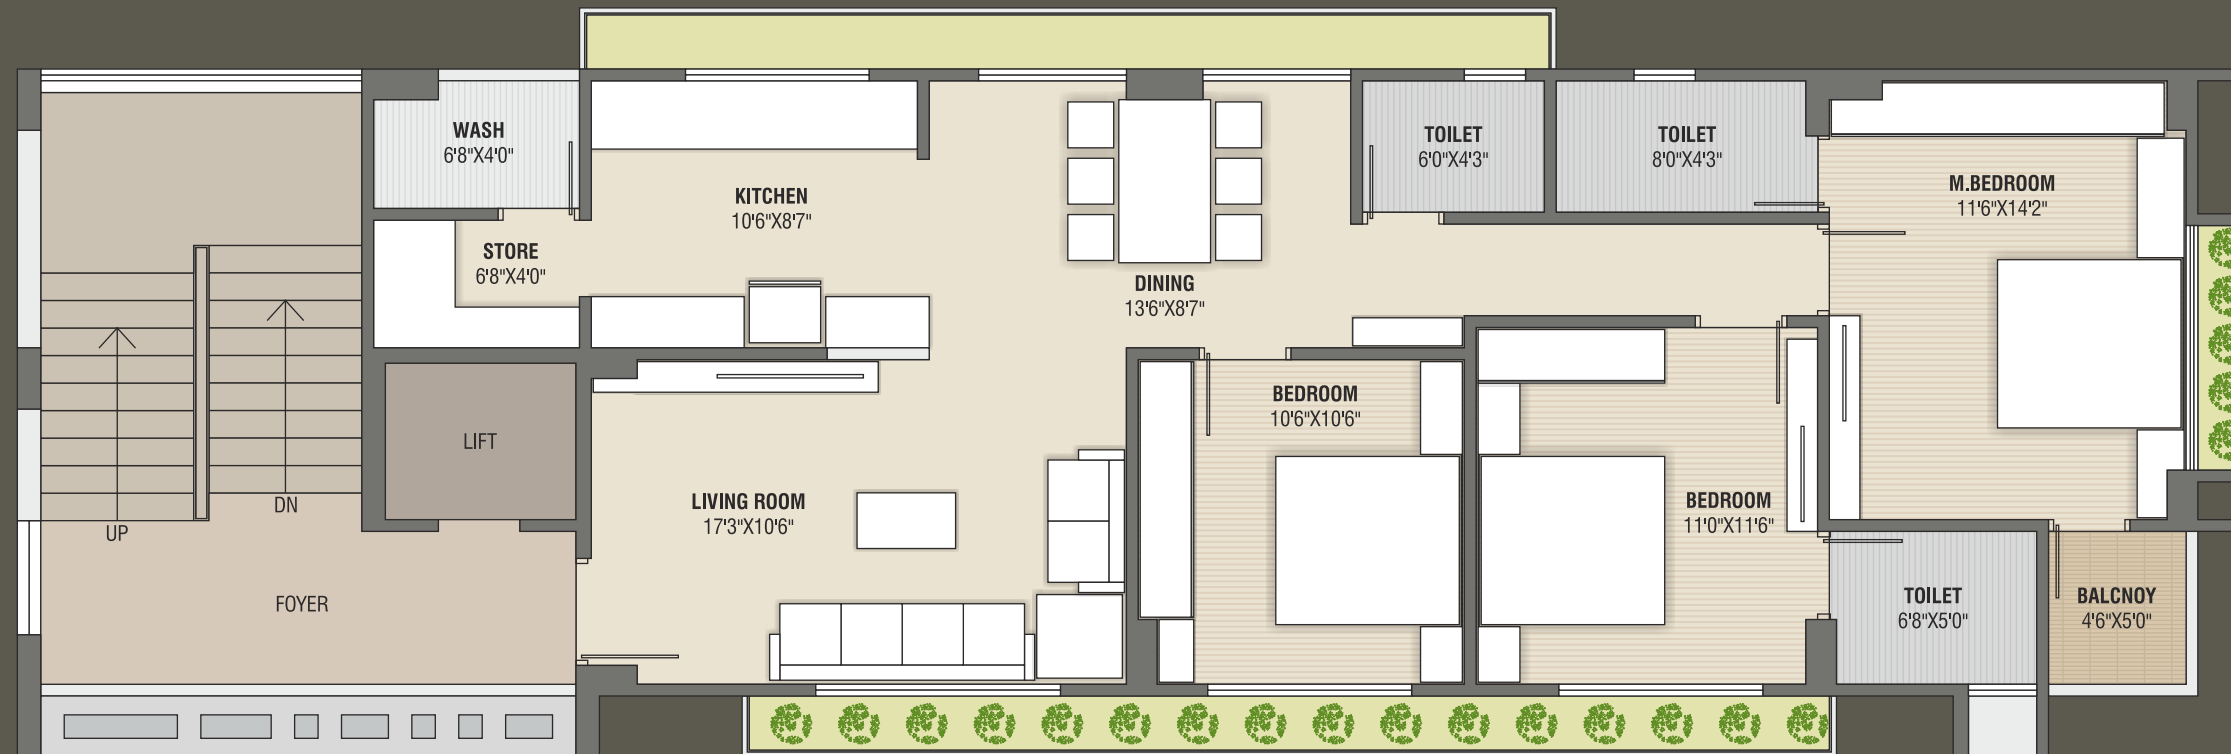 WASH
6'8"X4'0"
TOILET
6'0"X4'3"
TOILET
8'0"X4'3"
M.BEDROOM
11'6"X14'2"
KITCHEN
10'6"X8'7"
STORE
6'8"X4'0"
DINING
13'6"X8'7"
BEDROOM
10'6"X10'6"
LIFT
LIVING ROOM
17'3"X10'6"
BEDROOM
11'0"X11'6"
DN
UP
FOYER
TOILET
6'8"X5'0"
BALCNOY
4'6"X5'0"